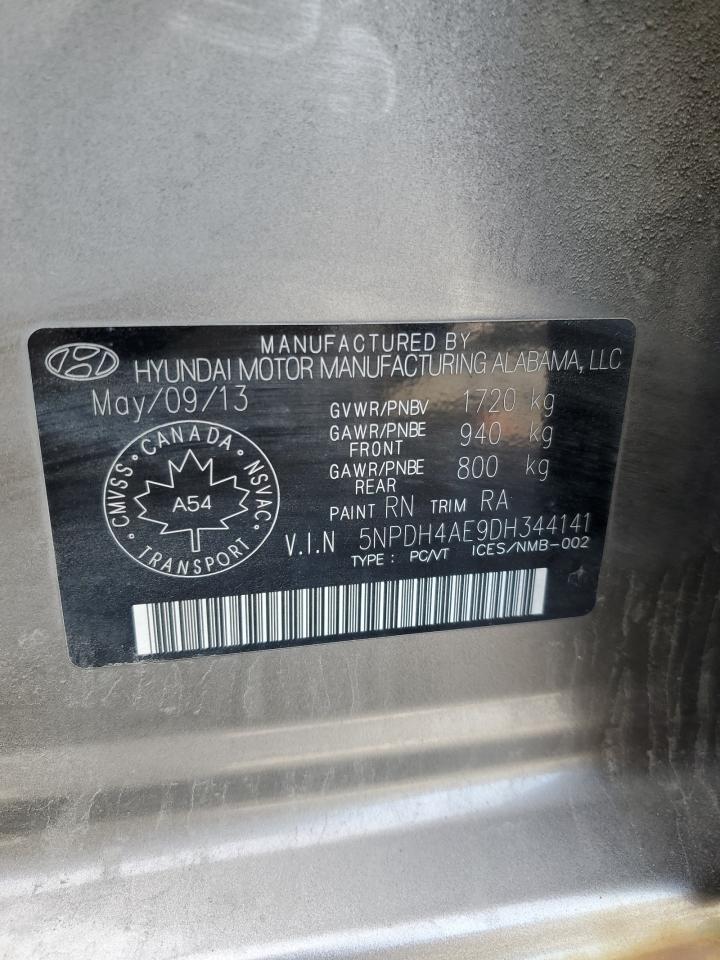 MANUFACTURED BY
HYUNDAI MOTOR MANUFACTURING ALABAMA, LLC
May/09/13
GVWR/PNBV 1720 kg
GAWR/PNBE 940 kg
FRONT
GAWR/PNBE 800 kg
REAR
PAINT RN TRIM RA
CMVSS · CANADA · NSVAC ·
A54
TRANSPORT
V.I.N 5NPDH4AE9DH344141
TYPE: PC/VT ICES/NMB-002